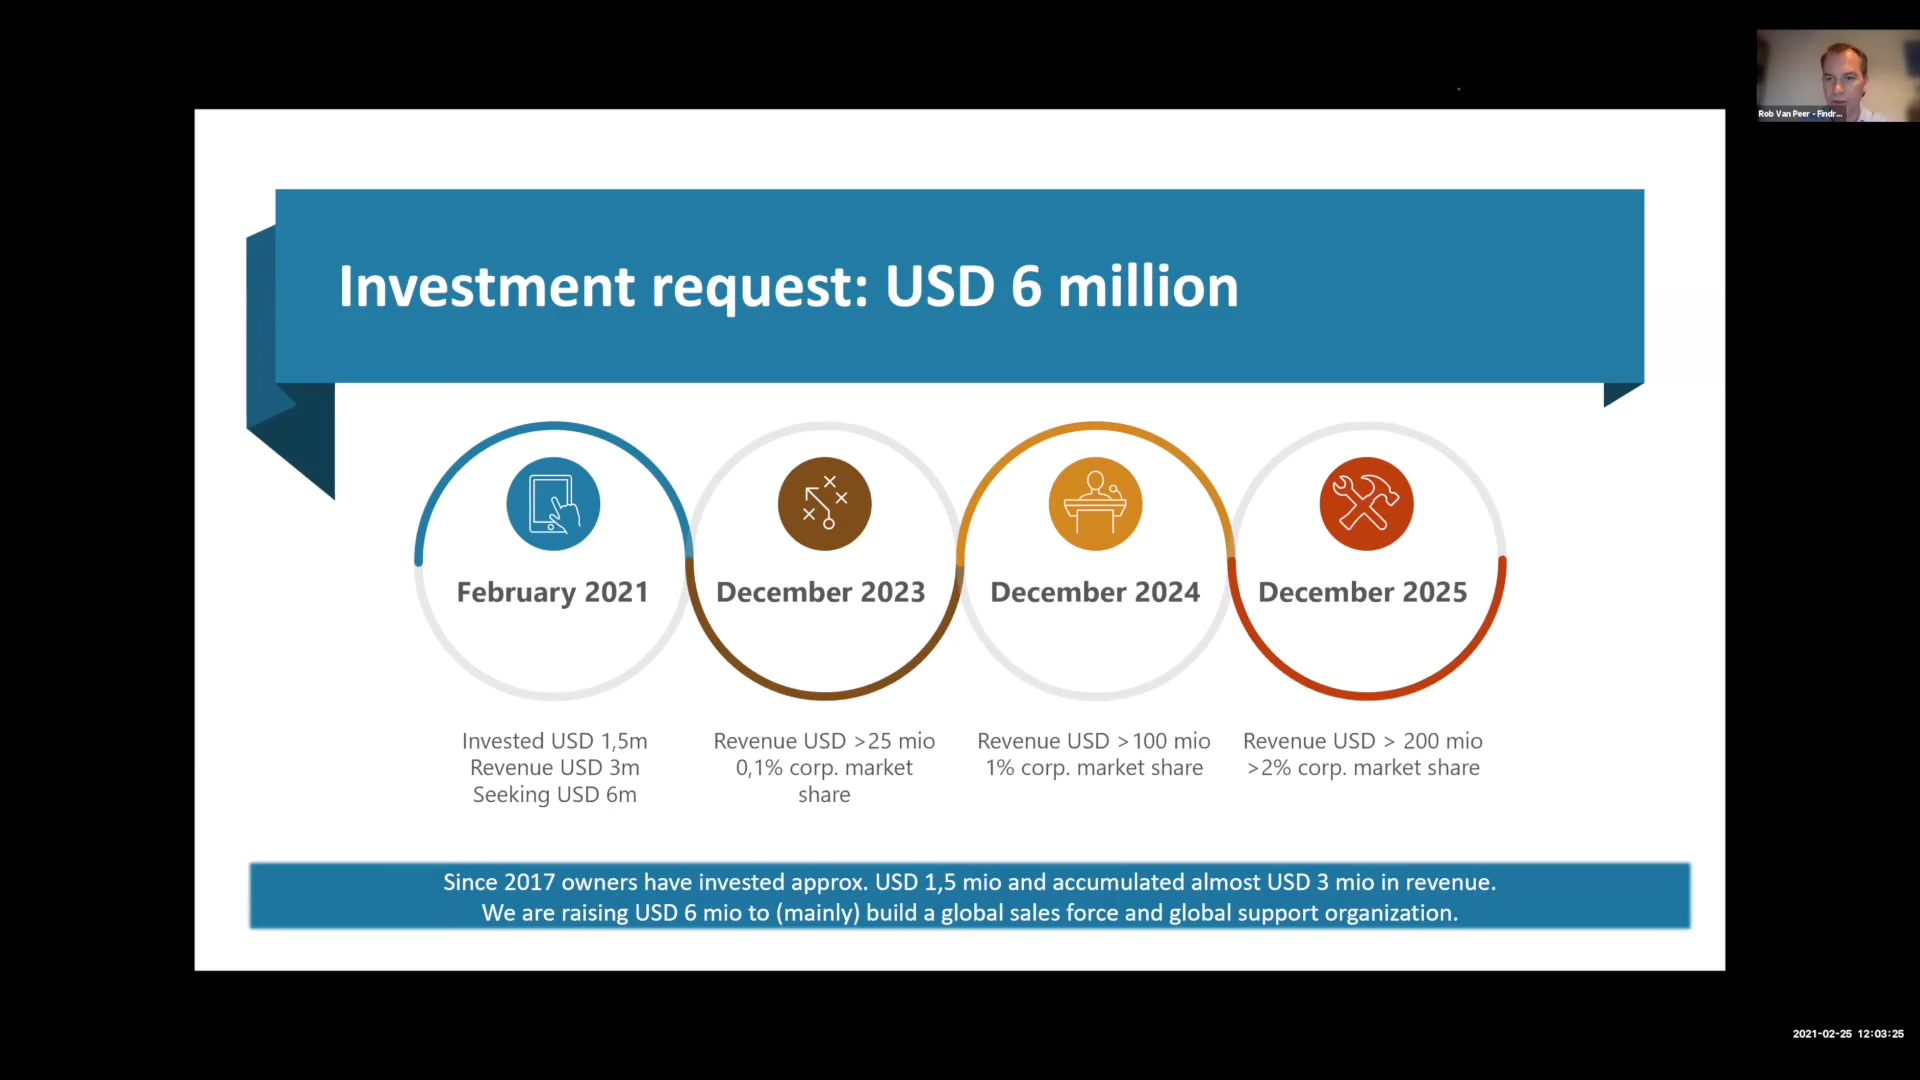 Rob Van Peer - Findr...
Investment request: USD 6 million
February 2021
December 2023
December 2024
December 2025
Invested USD 1,5m
Revenue USD 3m
Seeking USD 6m
Revenue USD >25 mio
0,1% corp. market
share
Revenue USD >100 mio
1% corp. market share
Revenue USD > 200 mio
>2% corp. market share
Since 2017 owners have invested approx. USD 1,5 mio and accumulated almost USD 3 mio in revenue.
We are raising USD 6 mio to (mainly) build a global sales force and global support organization.
2021-02-25 12:03:25